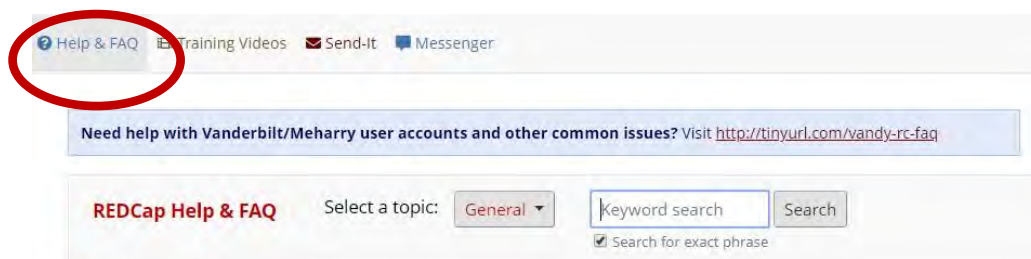 Help & FAQ Training Videos Send-It Messenger
Need help with Vanderbilt/Meharry user accounts and other common issues? Visit http://tinyurl.com/vandy-rc-faq
REDCap Help & FAQ Select a topic: General Keyword search Search
Search for exact phrase